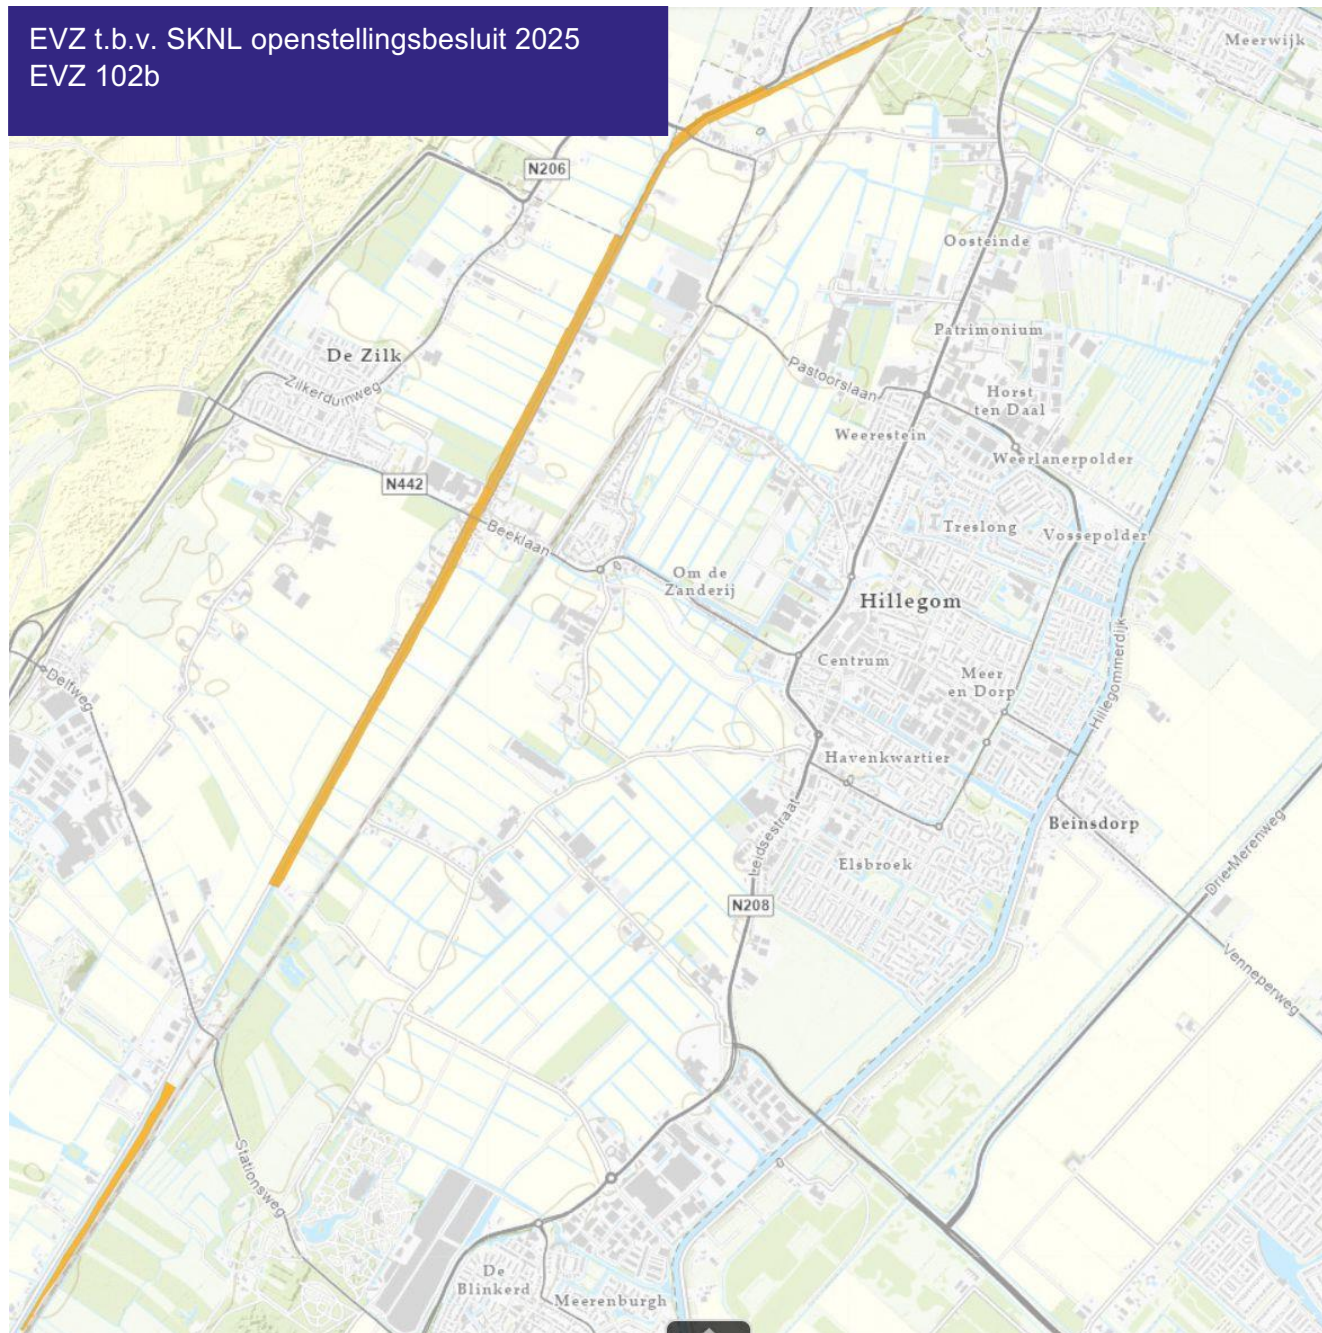 EVZ t.b.v. SKNL openstellingsbesluit 2025
EVZ 102b
Meerwijk
N206
Oosteinde
Patrimonium
De Zilk
Zilkerduinweg
Pastoorslaan
Horst
ten Daal
Weerestein
Weerlanerpolder
N442
Beeklaan
Treslong
Vossepolder
Om de
Zanderij
Hillegom
Centrum
Meer
en Dorp
Hillegommerdijk
Delfweg
Havenkwartier
Leidsestraat
Beinsdorp
Elsbroek
Drie-Merenweg
N208
Venneperweg
Stationsweg
De
Blinkerd
Meerenburgh